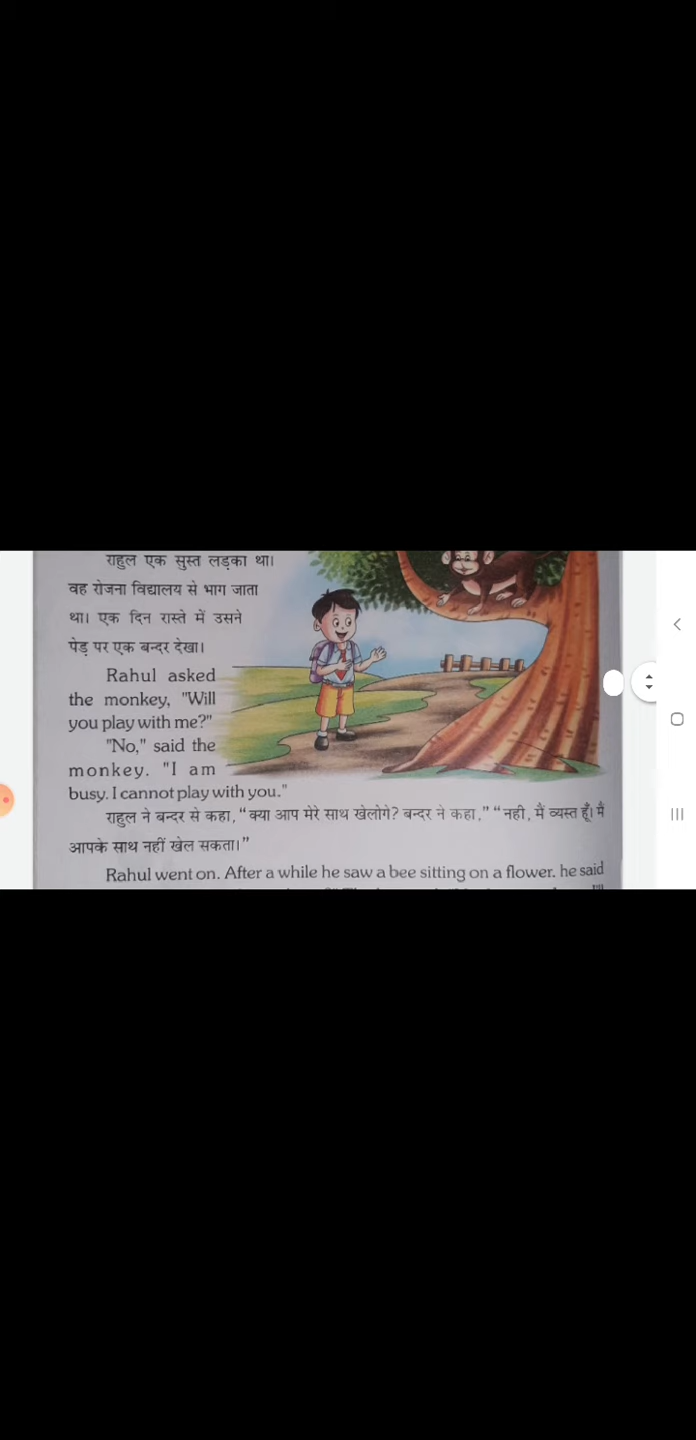 राहुल एक सुस्त लड़का था।
वह रोजना विद्यालय से भाग जाता
था। एक दिन रास्ते में उसने
पेड़ पर एक बन्दर देखा।
Rahul asked
the monkey, "Will
you play with me?"
"No," said the
monkey. "I am
busy. I cannot play with you."
राहुल ने बन्दर से कहा, “क्या आप मेरे साथ खेलोगे? बन्दर ने कहा,” “नही, मैं व्यस्त हूँ। मैं
आपके साथ नहीं खेल सकता।”
Rahul went on. After a while he saw a bee sitting on a flower. he said